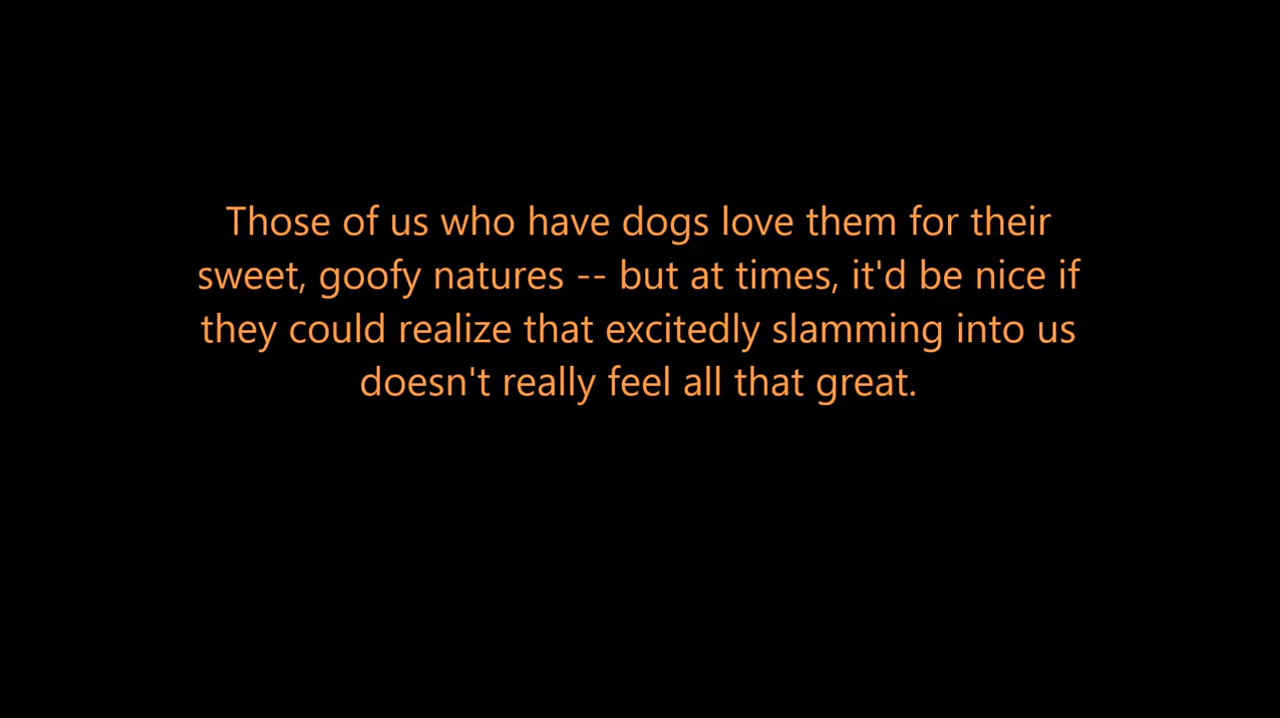 Those of us who have dogs love them for their
sweet, goofy natures -- but at times, it'd be nice if
they could realize that excitedly slamming into us
doesn't really feel all that great.